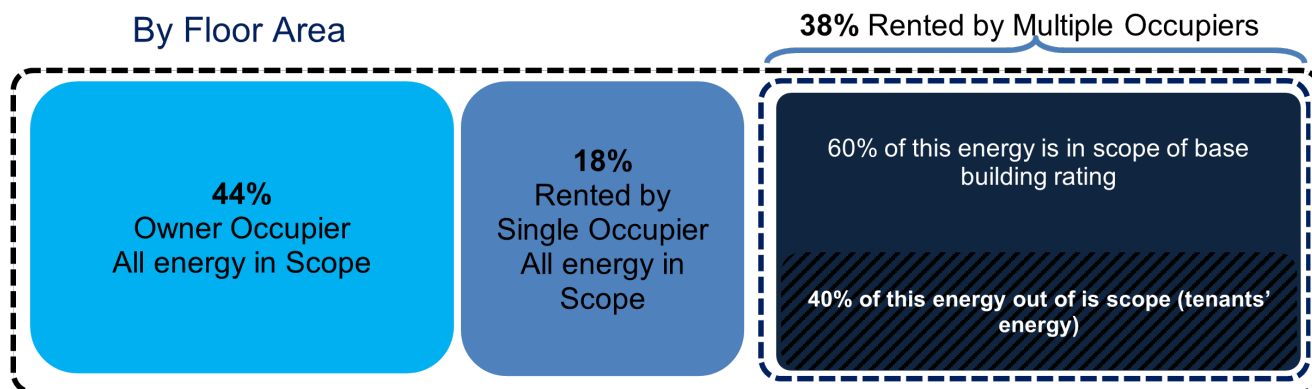 By Floor Area
38% Rented by Multiple Occupiers
44%
Owner Occupier
All energy in Scope
18%
Rented by
Single Occupier
All energy in
Scope
60% of this energy is in scope of base
building rating
40% of this energy out of is scope (tenants’
energy)